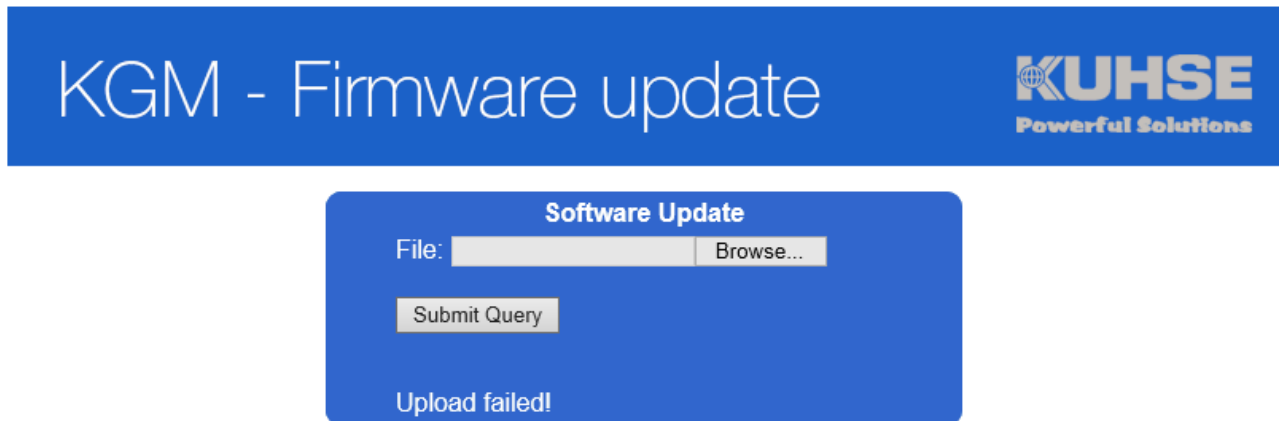 KGM - Firmware update
KUHSE
Powerful Solutions
Software Update
File: Browse...
Submit Query
Upload failed!